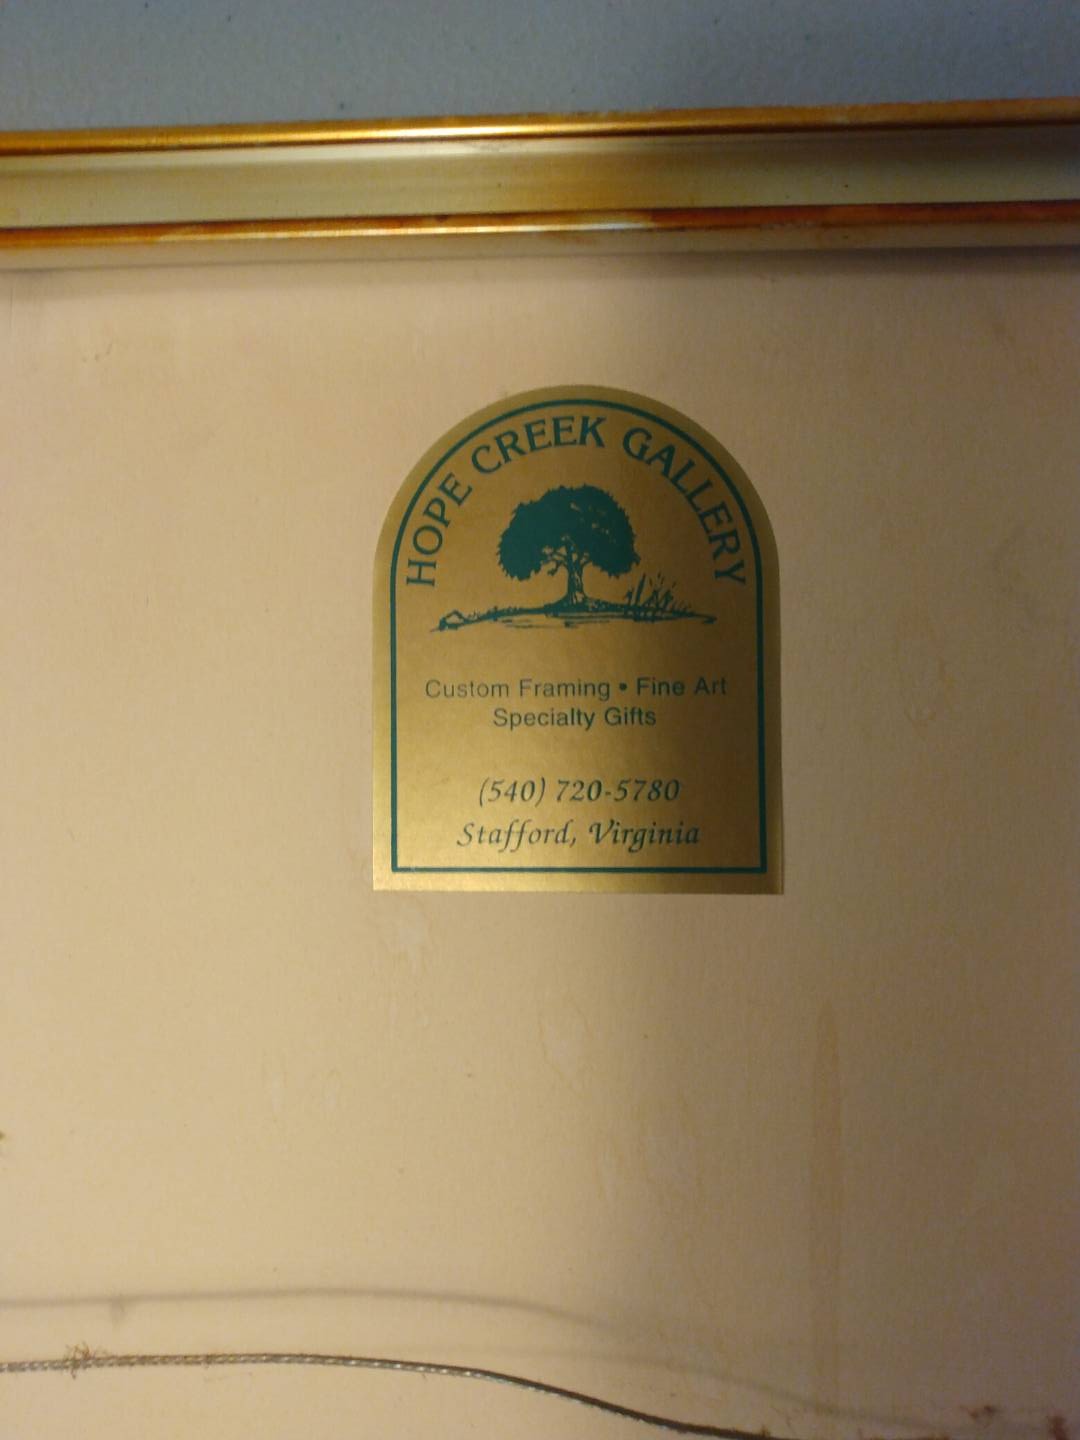 HOPE CREEK GALLERY
Custom Framing • Fine Art
Specialty Gifts
(540) 720-5780
Stafford, Virginia